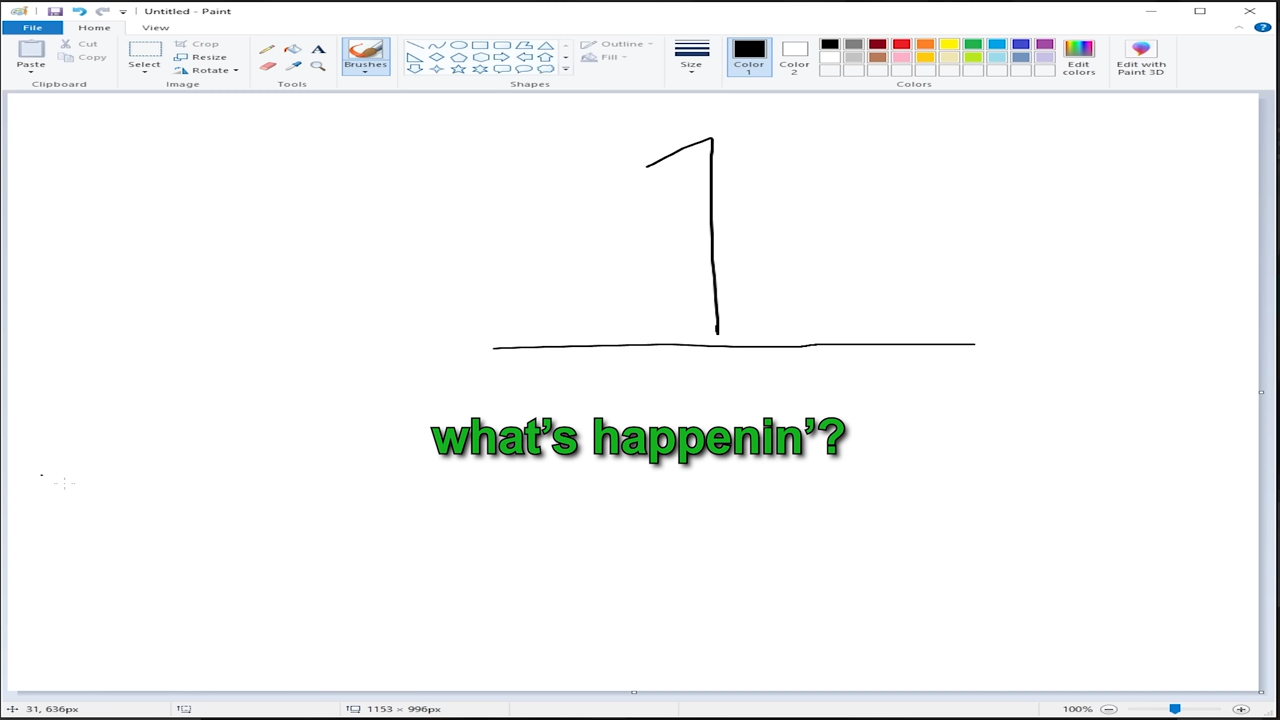 Untitled - Paint
File Home View
Paste
Cut
Copy
Clipboard
Select
Crop
Resize
Rotate
Image
Tools
Brushes
Shapes
Outline
Fill
Size
Color 1
Color 2
Colors
Edit colors
Edit with Paint 3D
1
what's happenin'?
31, 636px
1153 × 996px
100%